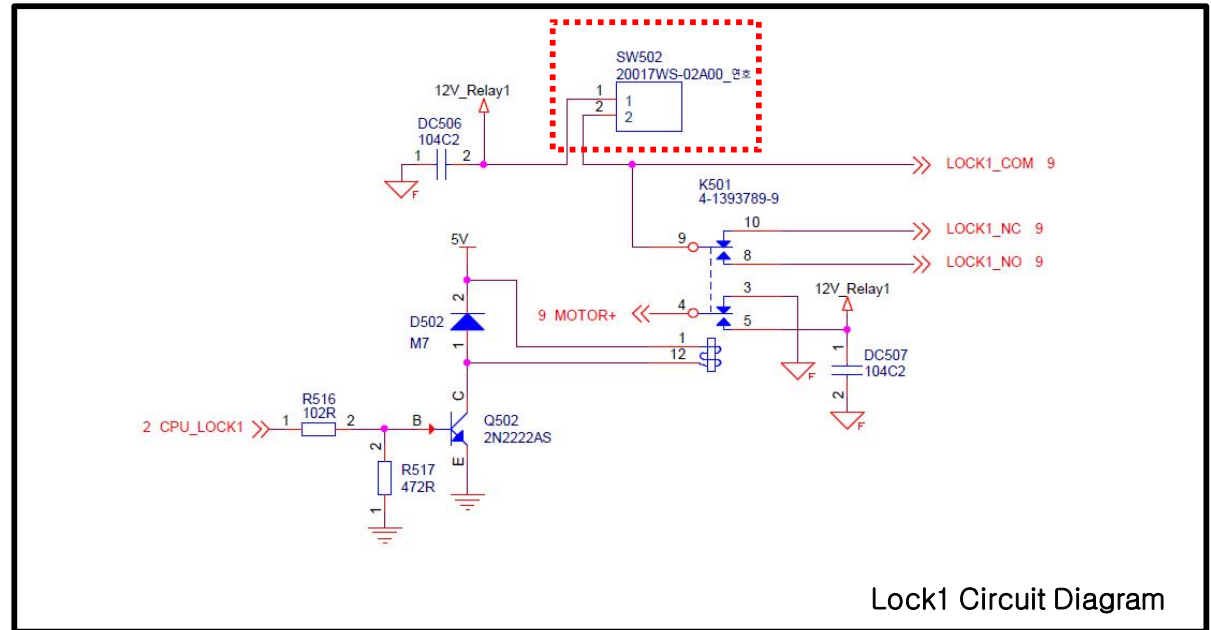 SW502
20017WS-02A00_연호
1
1
2
2
12V_Relay1
DC506
104C2
1
2
F
LOCK1_COM 9
K501
4-1393789-9
10
LOCK1_NC 9
9
8
LOCK1_NO 9
5V
3
12V_Relay1
9 MOTOR+
4
5
2
D502
M7
1
1
12
1
DC507
104C2
2
F
F
C
R516
102R
2 CPU_LOCK1
1
2
B
Q502
2N2222AS
E
2
R517
472R
1
Lock1 Circuit Diagram